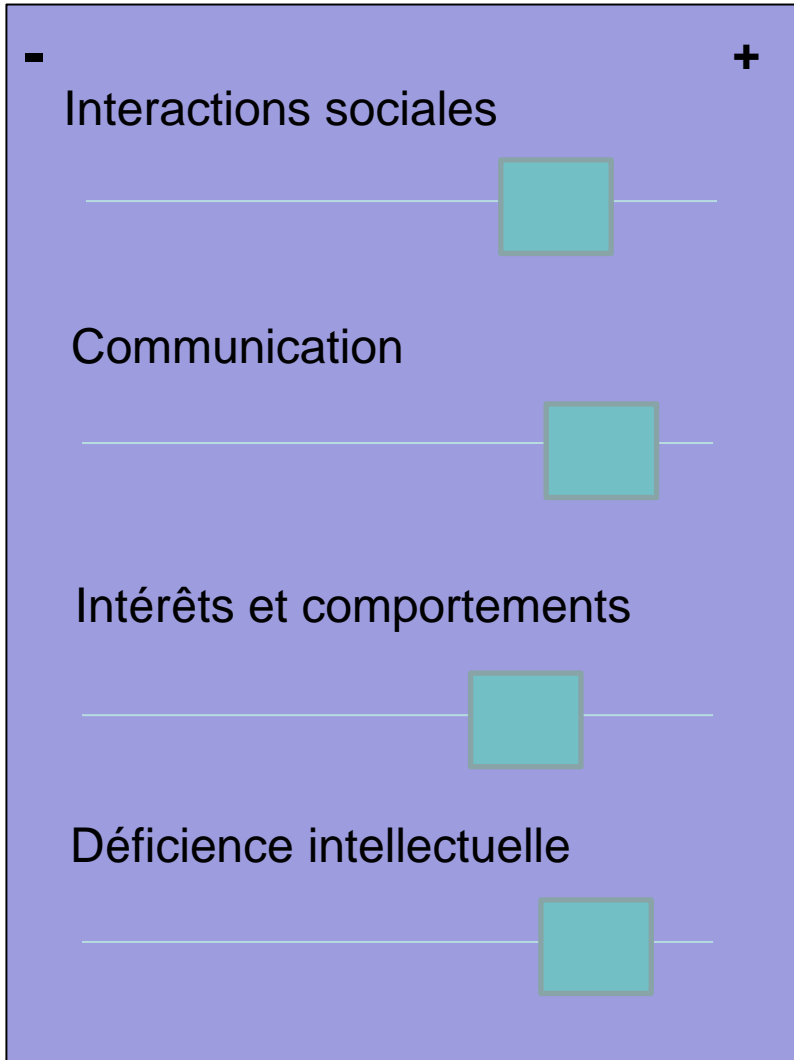 - +
Interactions sociales
Communication
Intérêts et comportements
Déficience intellectuelle